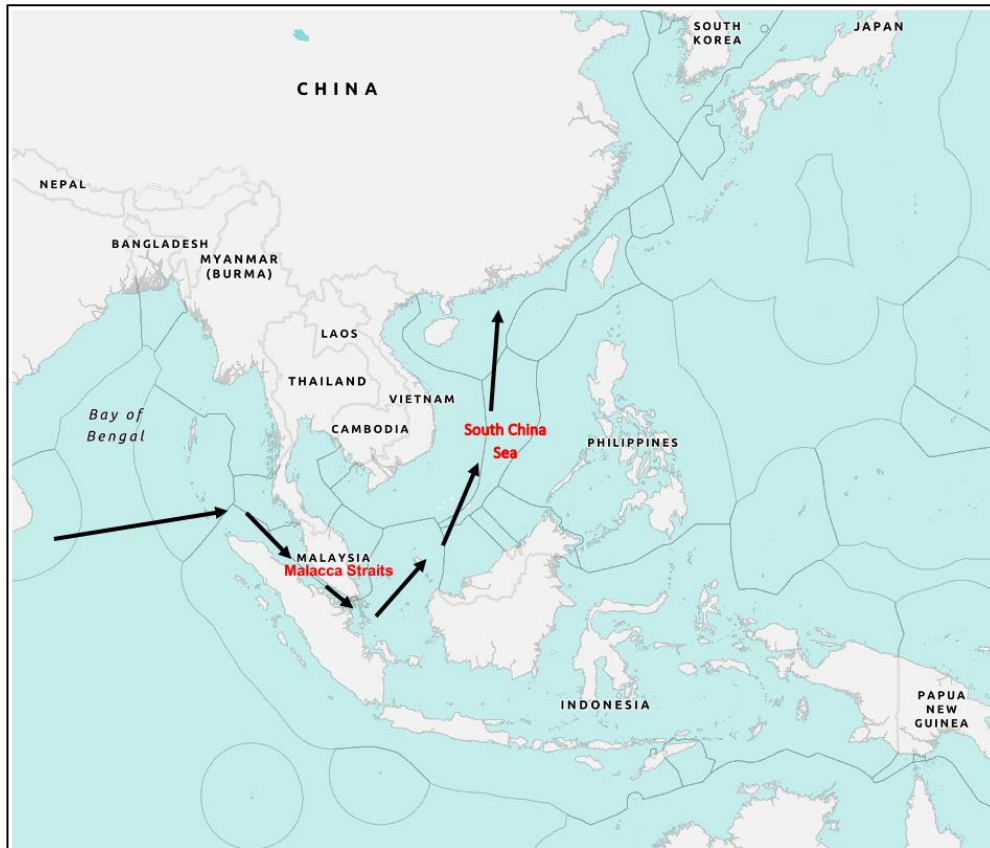 SOUTH
KOREA
JAPAN
CHINA
NEPAL
BANGLADESH
MYANMAR
(BURMA)
LAOS
THAILAND
VIETNAM
CAMBODIA
Bay of
Bengal
South China
Sea
PHILIPPINES
MALAYSIA
Malacca Straits
INDONESIA
PAPUA
NEW
GUINEA